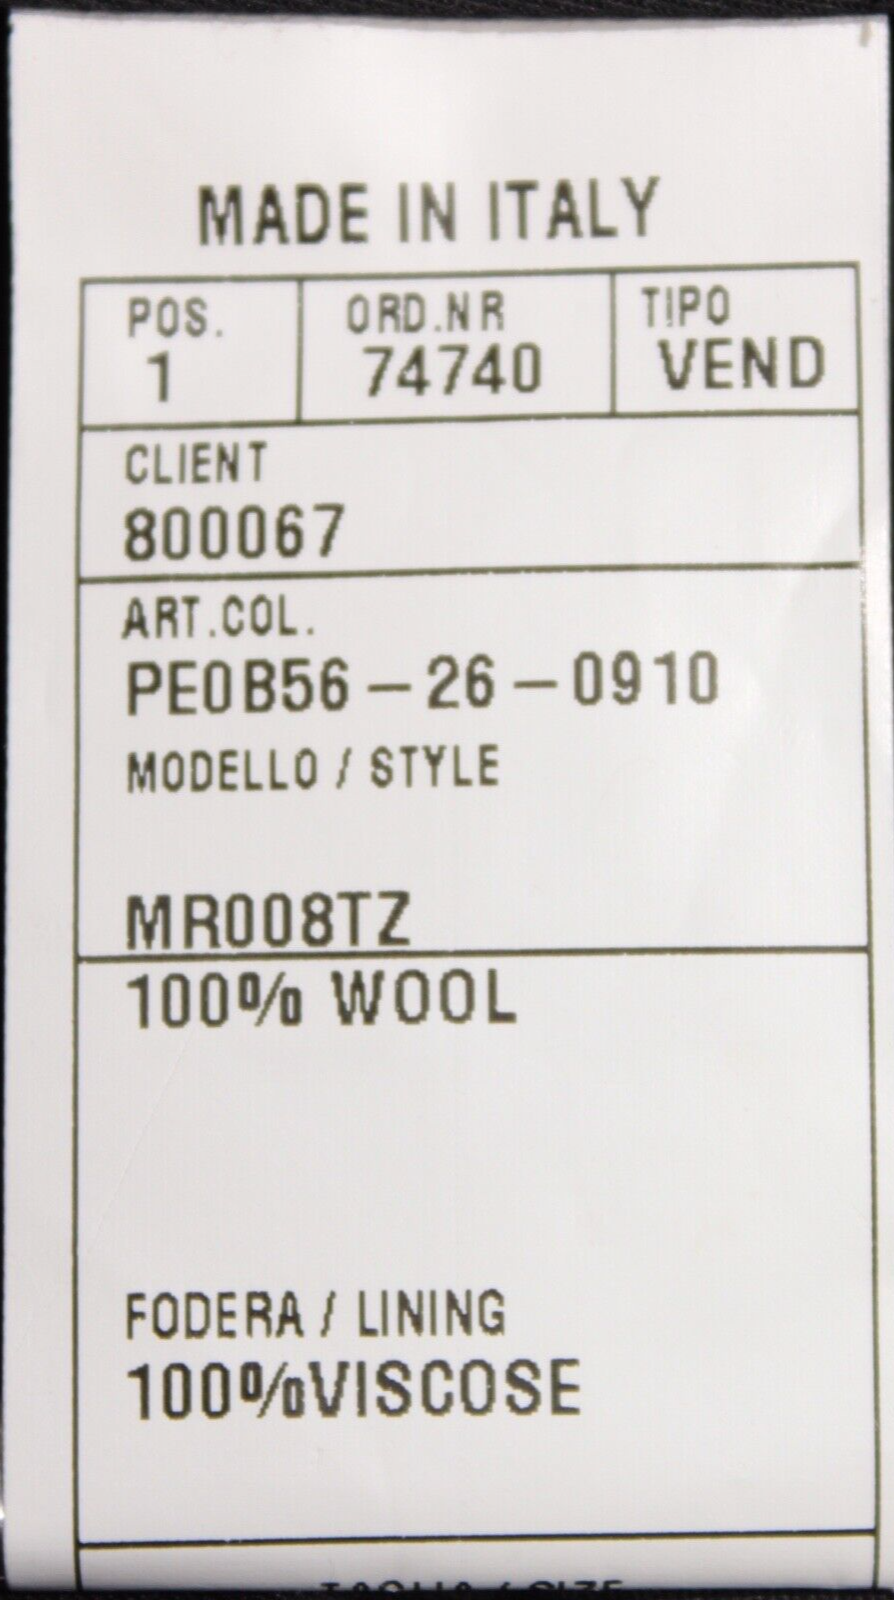 MADE IN ITALY
POS. ORD.NR TIPO
1 74740 VEND
CLIENT
800067
ART.COL.
PE0B56-26-0910
MODELLO / STYLE
MR008TZ
100% WOOL
FODERA / LINING
100%VISCOSE